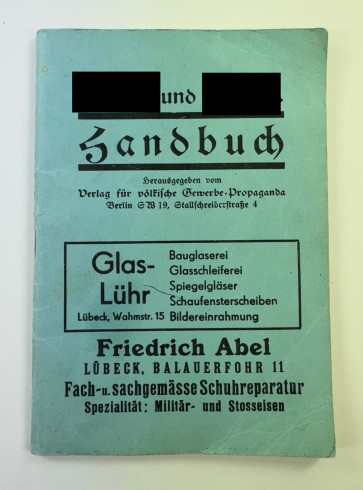 und
Handbuch
Herausgegeben vom
Verlag für völkische Gewerbe-Propaganda
Berlin SW 19, Stallschreiberstraße 4
Glas-
Lühr
Lübeck, Wahmstr. 15
Bauglaserei
Glasschleiferei
Spiegelgläser
Schaufensterscheiben
Bildereinrahmung
Friedrich Abel
LÜBECK, BALAUERFOHR 11
Fach- u. sachgemässe Schuhreparatur
Spezialität: Militär- und Stosseisen